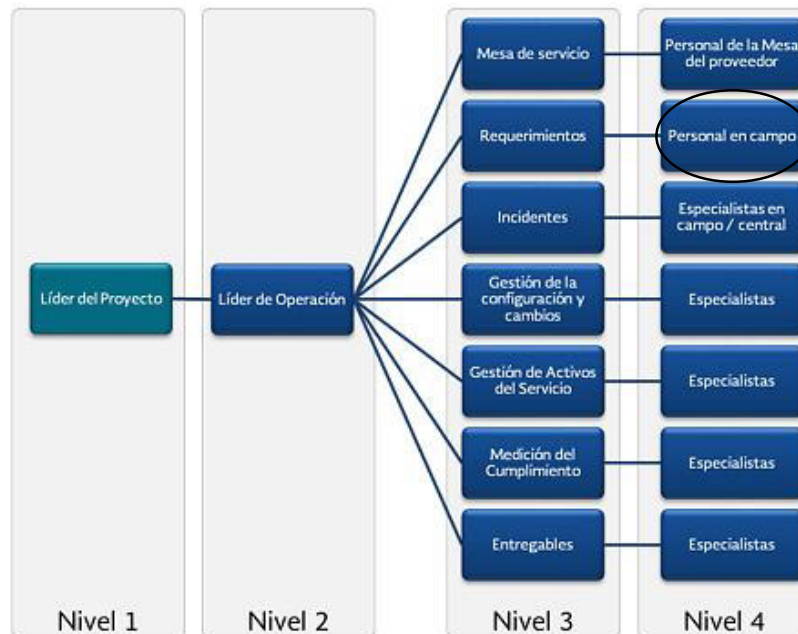 Mesa de servicio
Personal de la Mesa
del proveedor
Requerimientos
Personal en campo
Incidentes
Especialistas en
campo / central
Líder del Proyecto
Líder de Operación
Gestión de la
configuración y
cambios
Especialistas
Gestión de Activos
del Servicio
Especialistas
Medición del
Cumplimiento
Especialistas
Entregables
Especialistas
Nivel 1
Nivel 2
Nivel 3
Nivel 4